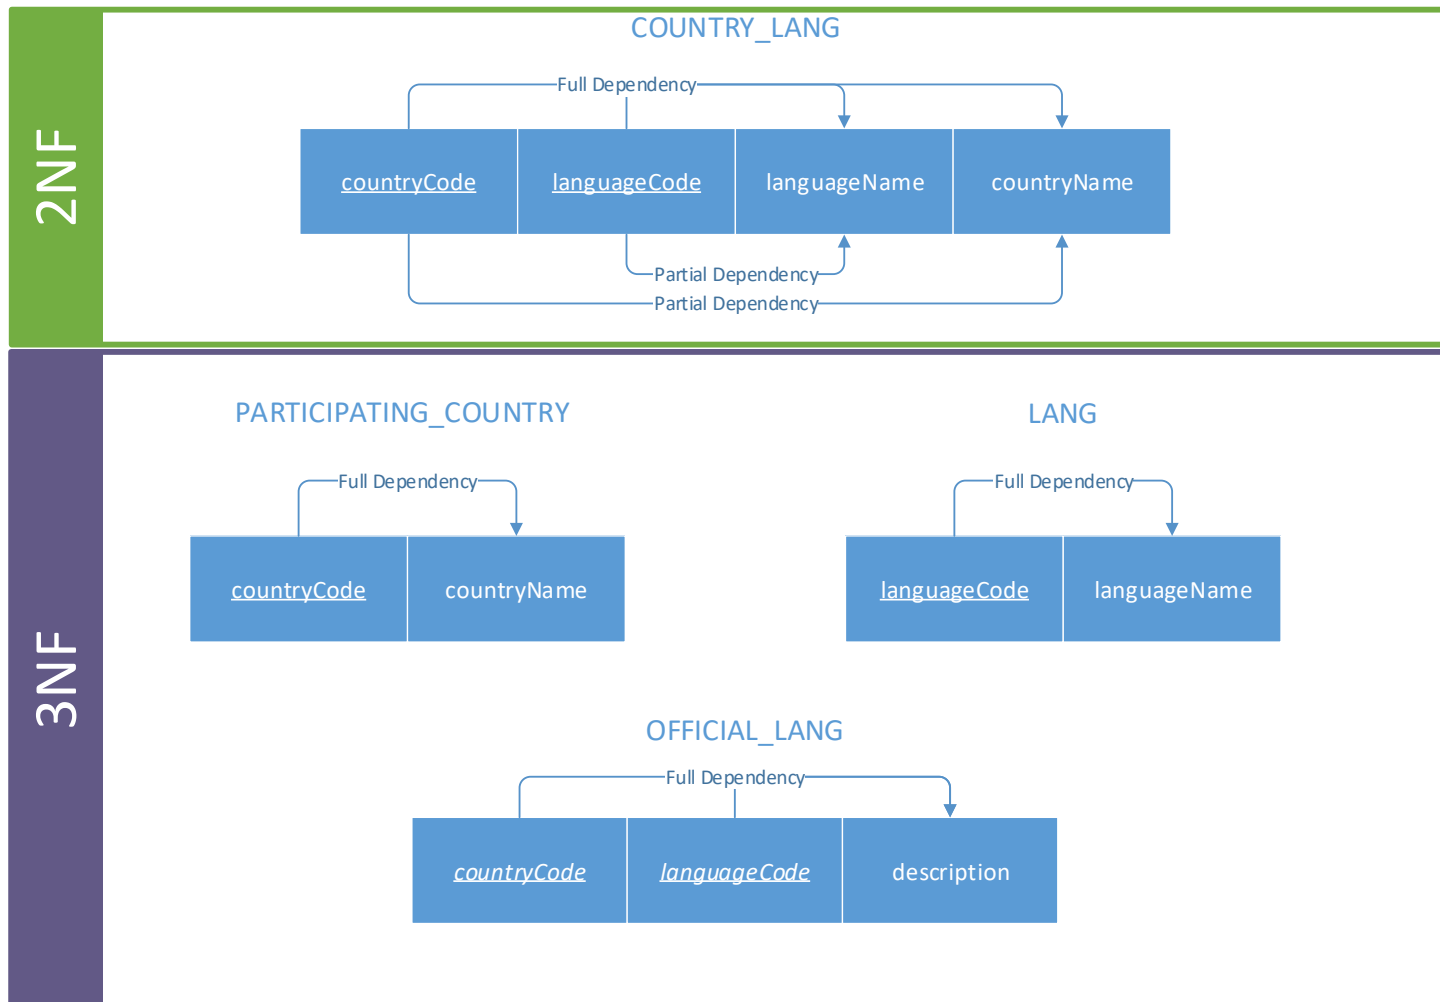 2NF
COUNTRY_LANG
Full Dependency
countryCode languageCode languageName countryName
Partial Dependency
Partial Dependency
3NF
PARTICIPATING_COUNTRY
Full Dependency
countryCode countryName
LANG
Full Dependency
languageCode languageName
OFFICIAL_LANG
Full Dependency
countryCode languageCode description